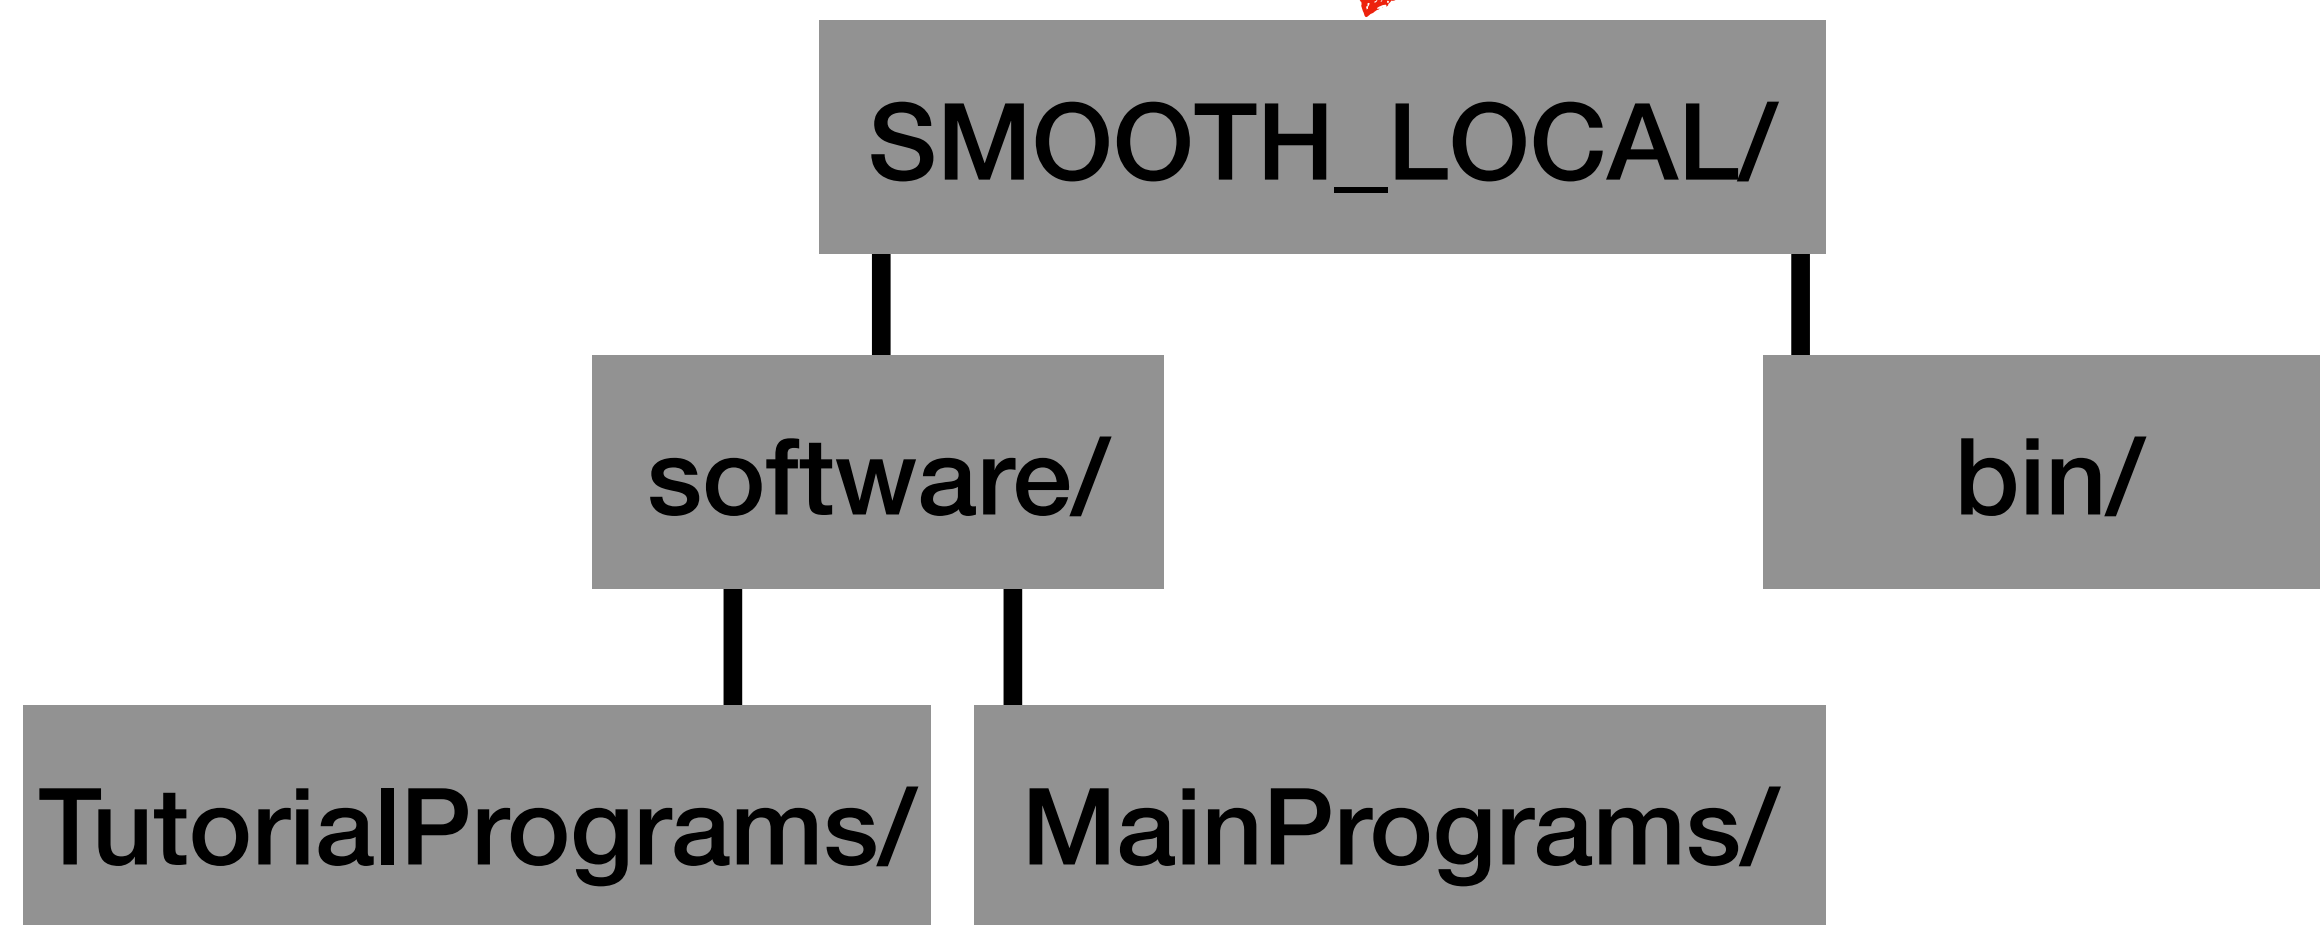 SMOOTH_LOCAL/
software/
bin/
TutorialPrograms/
MainPrograms/